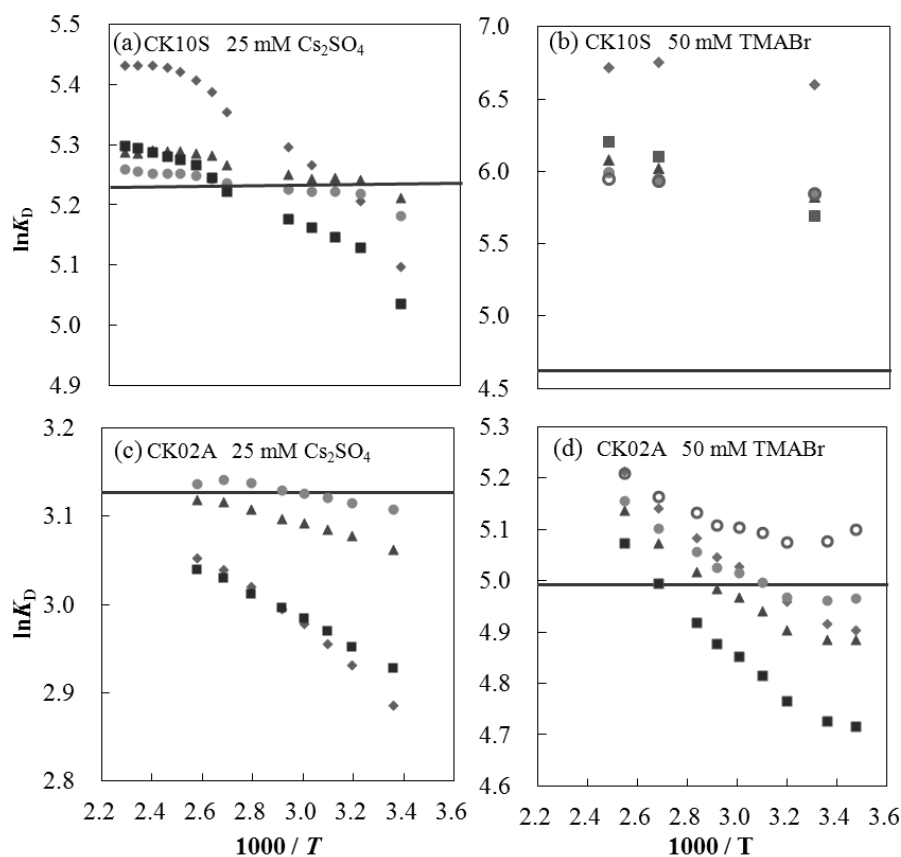 (a) CK10S 25 mM Cs₂SO₄
5.5
5.4
5.3
5.2
5.1
5.0
4.9
lnK_D
(b) CK10S 50 mM TMABr
7.0
6.5
6.0
5.5
5.0
4.5
(c) CK02A 25 mM Cs₂SO₄
3.2
3.1
3.0
2.9
2.8
lnK_D
2.2 2.4 2.6 2.8 3.0 3.2 3.4 3.6
1000 / T
(d) CK02A 50 mM TMABr
5.3
5.2
5.1
5.0
4.9
4.8
4.7
4.6
2.2 2.4 2.6 2.8 3.0 3.2 3.4 3.6
1000 / T